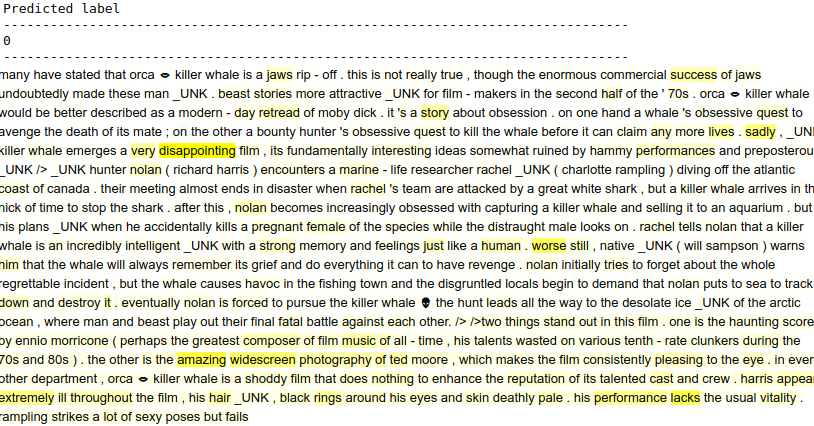 Predicted label
--------------------------------------------------------------------------------
0
--------------------------------------------------------------------------------
many have stated that orca 👄 killer whale is a jaws rip - off . this is not really true , though the enormous commercial success of jaws
undoubtedly made these man _UNK . beast stories more attractive _UNK for film - makers in the second half of the ' 70s . orca 👄 killer whale
would be better described as a modern - day retread of moby dick . it 's a story about obsession . on one hand a whale 's obsessive quest to
avenge the death of its mate ; on the other a bounty hunter 's obsessive quest to kill the whale before it can claim any more lives . sadly , _UN
killer whale emerges a very disappointing film , its fundamentally interesting ideas somewhat ruined by hammy performances and preposterou
_UNK /> _UNK hunter nolan ( richard harris ) encounters a marine - life researcher rachel _UNK ( charlotte rampling ) diving off the atlantic
coast of canada . their meeting almost ends in disaster when rachel 's team are attacked by a great white shark , but a killer whale arrives in th
nick of time to stop the shark . after this , nolan becomes increasingly obsessed with capturing a killer whale and selling it to an aquarium . but
his plans _UNK when he accidentally kills a pregnant female of the species while the distraught male looks on . rachel tells nolan that a killer
whale is an incredibly intelligent _UNK with a strong memory and feelings just like a human . worse still , native _UNK ( will sampson ) warns
him that the whale will always remember its grief and do everything it can to have revenge . nolan initially tries to forget about the whole
regrettable incident , but the whale causes havoc in the fishing town and the disgruntled locals begin to demand that nolan puts to sea to track
down and destroy it . eventually nolan is forced to pursue the killer whale 💀 the hunt leads all the way to the desolate ice _UNK of the arctic
ocean , where man and beast play out their final fatal battle against each other. /> />two things stand out in this film . one is the haunting score
by ennio morricone ( perhaps the greatest composer of film music of all - time , his talents wasted on various tenth - rate clunkers during the
70s and 80s ) . the other is the amazing widescreen photography of ted moore , which makes the film consistently pleasing to the eye . in ever
other department , orca 👄 killer whale is a shoddy film that does nothing to enhance the reputation of its talented cast and crew . harris appea
extremely ill throughout the film , his hair _UNK , black rings around his eyes and skin deathly pale . his performance lacks the usual vitality .
rampling strikes a lot of sexy poses but fails